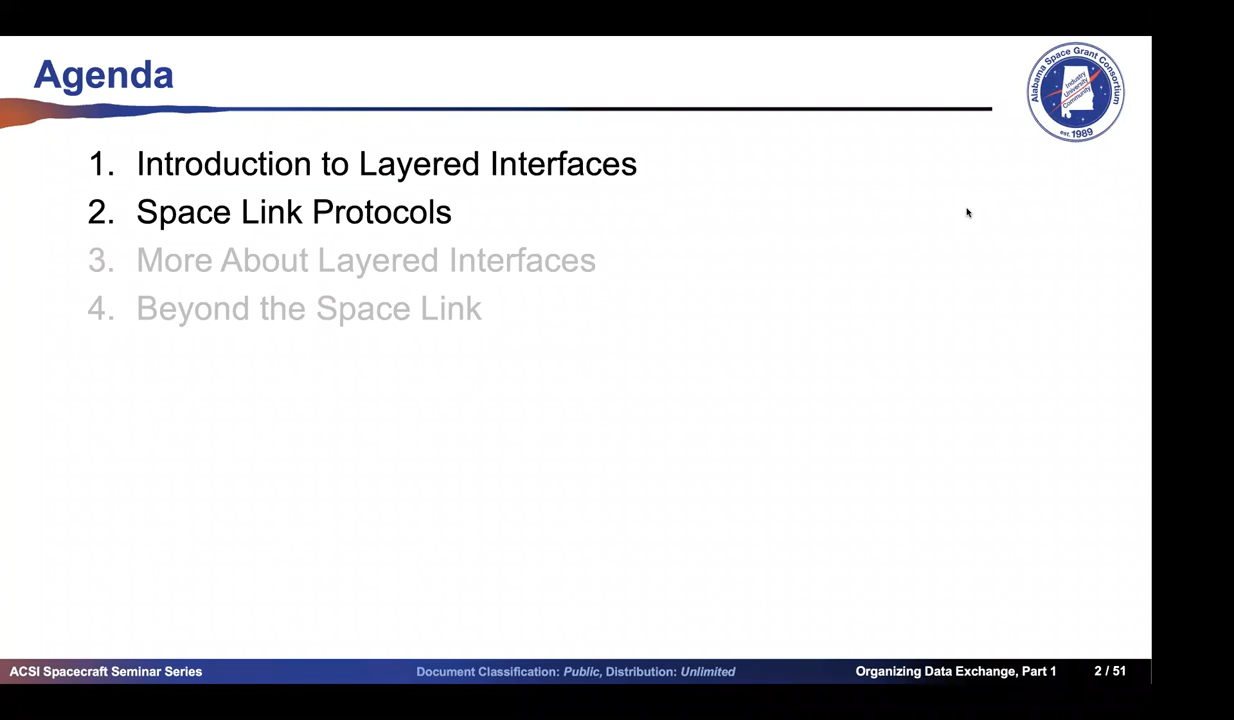 Agenda
Alabama Space Grant Consortium
Industry
University
Community
est. 1989
1. Introduction to Layered Interfaces
2. Space Link Protocols
3. More About Layered Interfaces
4. Beyond the Space Link
ACSI Spacecraft Seminar Series Document Classification: Public, Distribution: Unlimited Organizing Data Exchange, Part 1 2 / 51